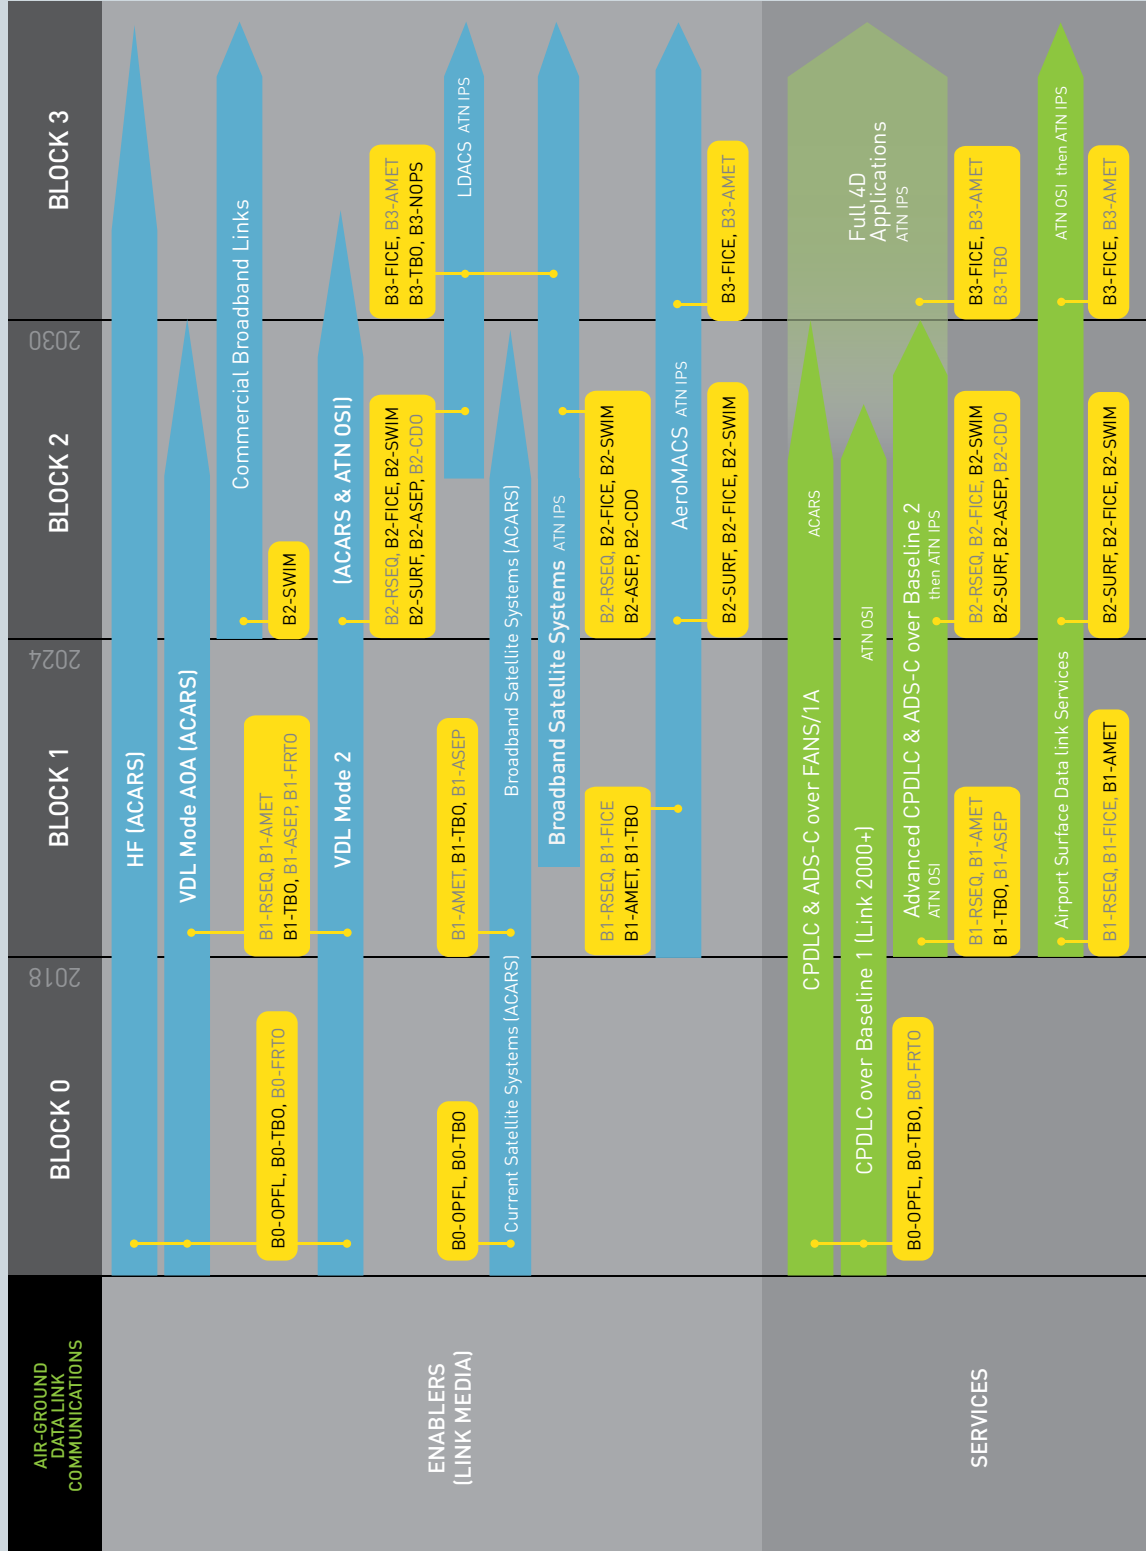 AIR-GROUND
DATA LINK
COMMUNICATIONS
BLOCK 0
2018
BLOCK 1
2024
BLOCK 2
2030
BLOCK 3
ENABLERS
(LINK MEDIA)
HF (ACARS)
VDL Mode AOA (ACARS)
Commercial Broadband Links
B0-OPFL, B0-TBO, B0-FRTO
B1-RSEQ, B1-AMET
B1-TBO, B1-ASEP, B1-FRTO
B2-SWIM
VDL Mode 2
(ACARS & ATN OSI)
B2-RSEQ, B2-FICE, B2-SWIM
B2-SURF, B2-ASEP, B2-CDO
B3-FICE, B3-AMET
B3-TBO, B3-NOPS
LDACS ATN IPS
B0-OPFL, B0-TBO
B1-AMET, B1-TBO, B1-ASEP
Current Satellite Systems (ACARS)
Broadband Satellite Systems (ACARS)
Broadband Satellite Systems ATN IPS
B1-RSEQ, B1-FICE
B1-AMET, B1-TBO
B2-RSEQ, B2-FICE, B2-SWIM
B2-ASEP, B2-CDO
AeroMACS ATN IPS
B2-SURF, B2-FICE, B2-SWIM
B3-FICE, B3-AMET
SERVICES
CPDLC & ADS-C over FANS/1A
ACARS
CPDLC over Baseline 1 (Link 2000+)
ATN OSI
Full 4D
Applications
ATN IPS
Advanced CPDLC & ADS-C over Baseline 2
ATN OSI
then ATN IPS
B0-OPFL, B0-TBO, B0-FRTO
B1-RSEQ, B1-AMET
B1-TBO, B1-ASEP
B2-RSEQ, B2-FICE, B2-SWIM
B2-SURF, B2-ASEP, B2-CDO
B3-FICE, B3-AMET
B3-TBO
Airport Surface Data link Services
ATN OSI then ATN IPS
B1-RSEQ, B1-FICE, B1-AMET
B2-SURF, B2-FICE, B2-SWIM
B3-FICE, B3-AMET